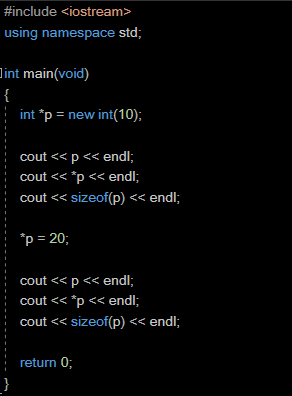 #include <iostream>
using namespace std;
int main(void)
{
int *p = new int(10);
cout << p << endl;
cout << *p << endl;
cout << sizeof(p) << endl;
*p = 20;
cout << p << endl;
cout << *p << endl;
cout << sizeof(p) << endl;
return 0;
}